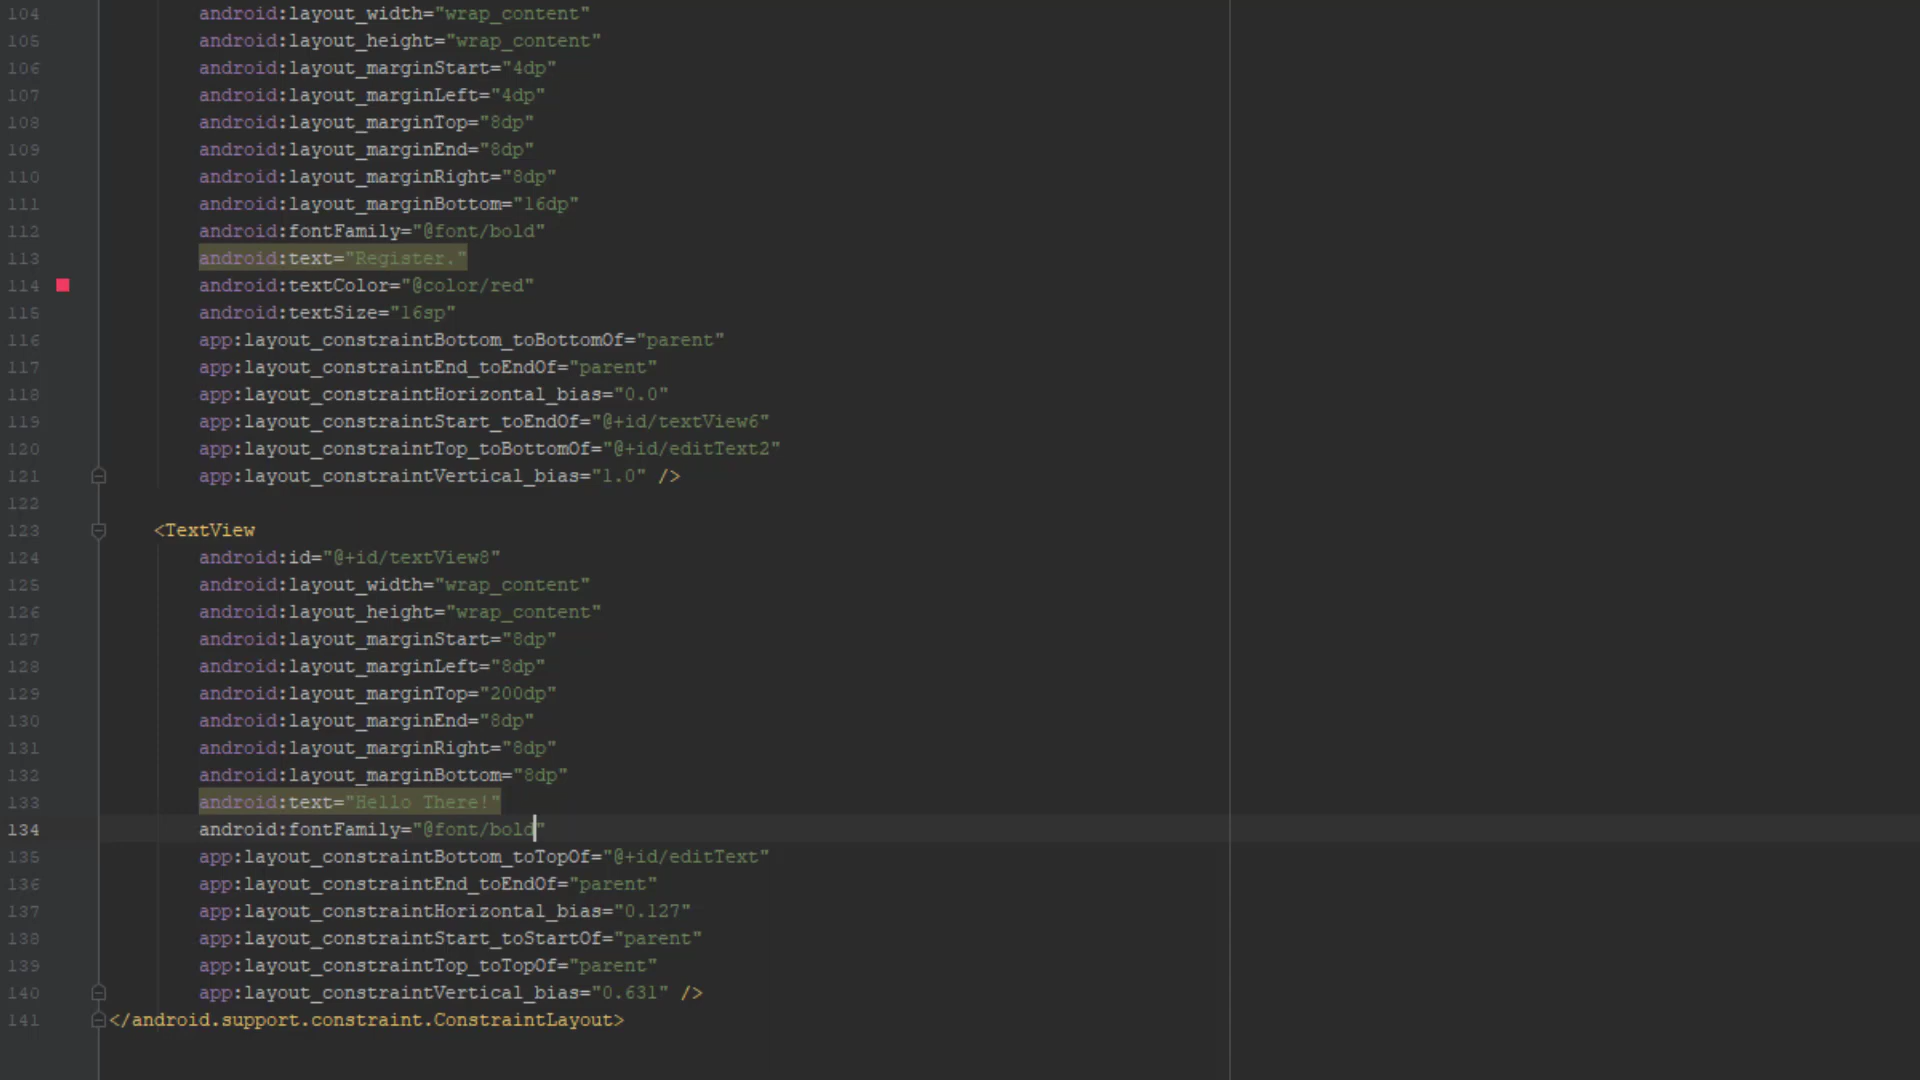 104 android:layout_width="wrap_content"
105 android:layout_height="wrap_content"
106 android:layout_marginStart="4dp"
107 android:layout_marginLeft="4dp"
108 android:layout_marginTop="8dp"
109 android:layout_marginEnd="8dp"
110 android:layout_marginRight="8dp"
111 android:layout_marginBottom="16dp"
112 android:fontFamily="@font/bold"
113 android:text="Register."
114 android:textColor="@color/red"
115 android:textSize="16sp"
116 app:layout_constraintBottom_toBottomOf="parent"
117 app:layout_constraintEnd_toEndOf="parent"
118 app:layout_constraintHorizontal_bias="0.0"
119 app:layout_constraintStart_toEndOf="@+id/textView6"
120 app:layout_constraintTop_toBottomOf="@+id/editText2"
121 app:layout_constraintVertical_bias="1.0" />
122
123 <TextView
124 android:id="@+id/textView8"
125 android:layout_width="wrap_content"
126 android:layout_height="wrap_content"
127 android:layout_marginStart="8dp"
128 android:layout_marginLeft="8dp"
129 android:layout_marginTop="200dp"
130 android:layout_marginEnd="8dp"
131 android:layout_marginRight="8dp"
132 android:layout_marginBottom="8dp"
133 android:text="Hello There!"
134 android:fontFamily="@font/bold"
135 app:layout_constraintBottom_toTopOf="@+id/editText"
136 app:layout_constraintEnd_toEndOf="parent"
137 app:layout_constraintHorizontal_bias="0.127"
138 app:layout_constraintStart_toStartOf="parent"
139 app:layout_constraintTop_toTopOf="parent"
140 app:layout_constraintVertical_bias="0.631" />
141 </android.support.constraint.ConstraintLayout>